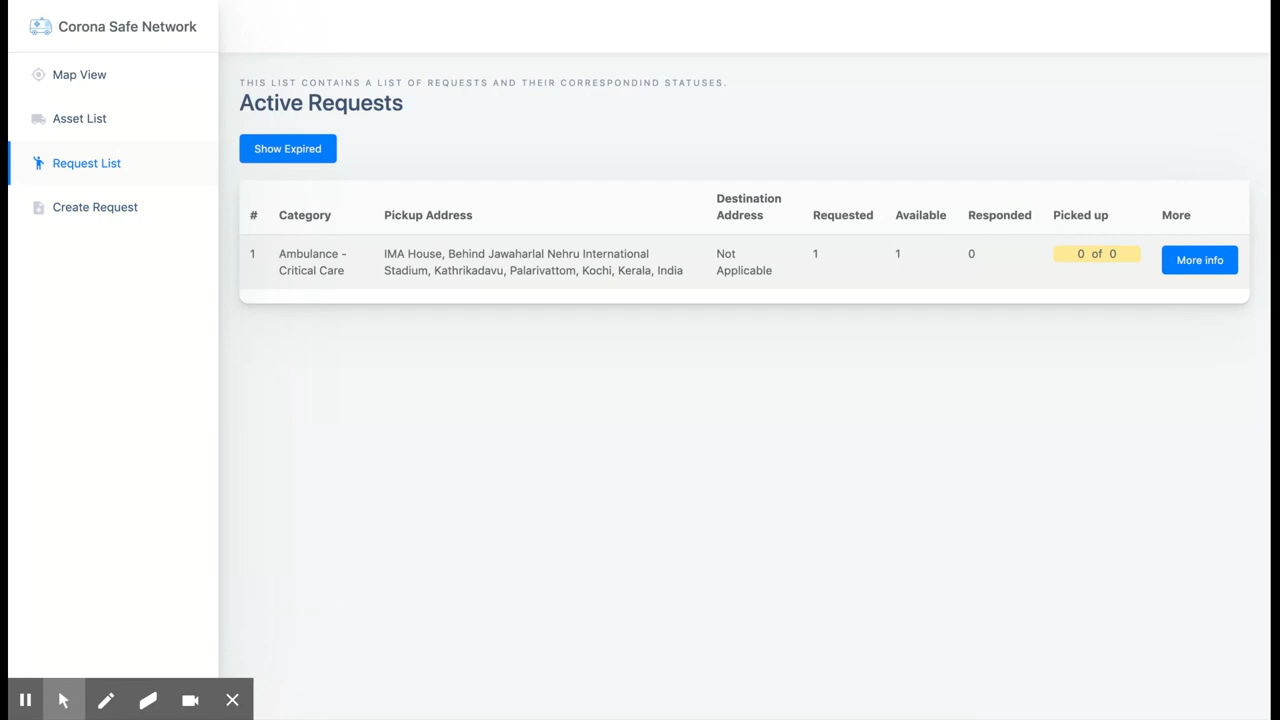 Corona Safe Network
Map View
Asset List
Request List
Create Request
THIS LIST CONTAINS A LIST OF REQUESTS AND THEIR CORRESPONDIND STATUSES.
Active Requests
Show Expired
# Category Pickup Address Destination Address Requested Available Responded Picked up More
1 Ambulance - Critical Care IMA House, Behind Jawaharlal Nehru International Stadium, Kathrikadavu, Palarivattom, Kochi, Kerala, India Not Applicable 1 1 0 0 of 0 More info